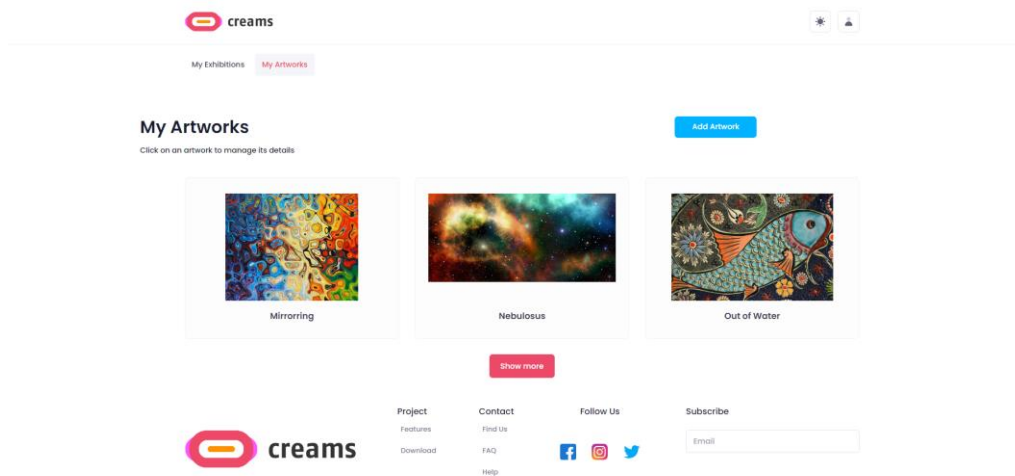 creams
My Exhibitions My Artworks
My Artworks Add Artwork
Click on an artwork to manage its details
Mirrorring Nebulosus Out of Water
Show more
Project Contact Follow Us Subscribe
Features Find Us
Download FAQ Email
creams
Help